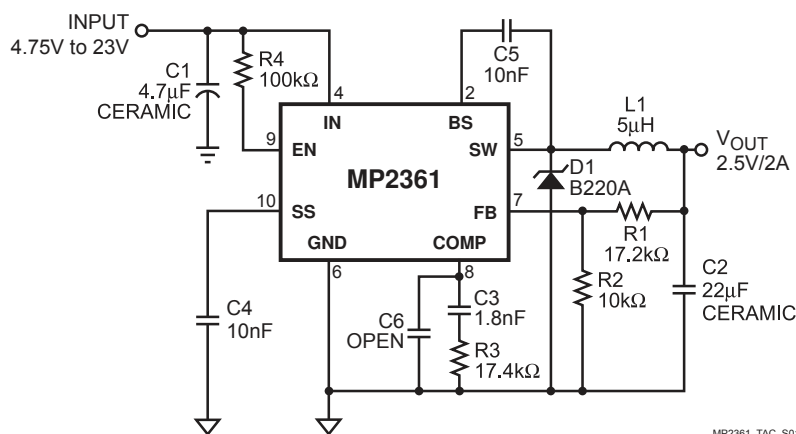 INPUT
4.75V to 23V
C1
4.7µF
CERAMIC
R4
100kΩ
C5
10nF
4
2
IN
BS
L1
5µH
9
EN
SW
5
VOUT
2.5V/2A
MP2361
D1
B220A
10
SS
FB
7
R1
17.2kΩ
GND
COMP
6
8
C4
10nF
C6
OPEN
C3
1.8nF
R3
17.4kΩ
R2
10kΩ
C2
22µF
CERAMIC